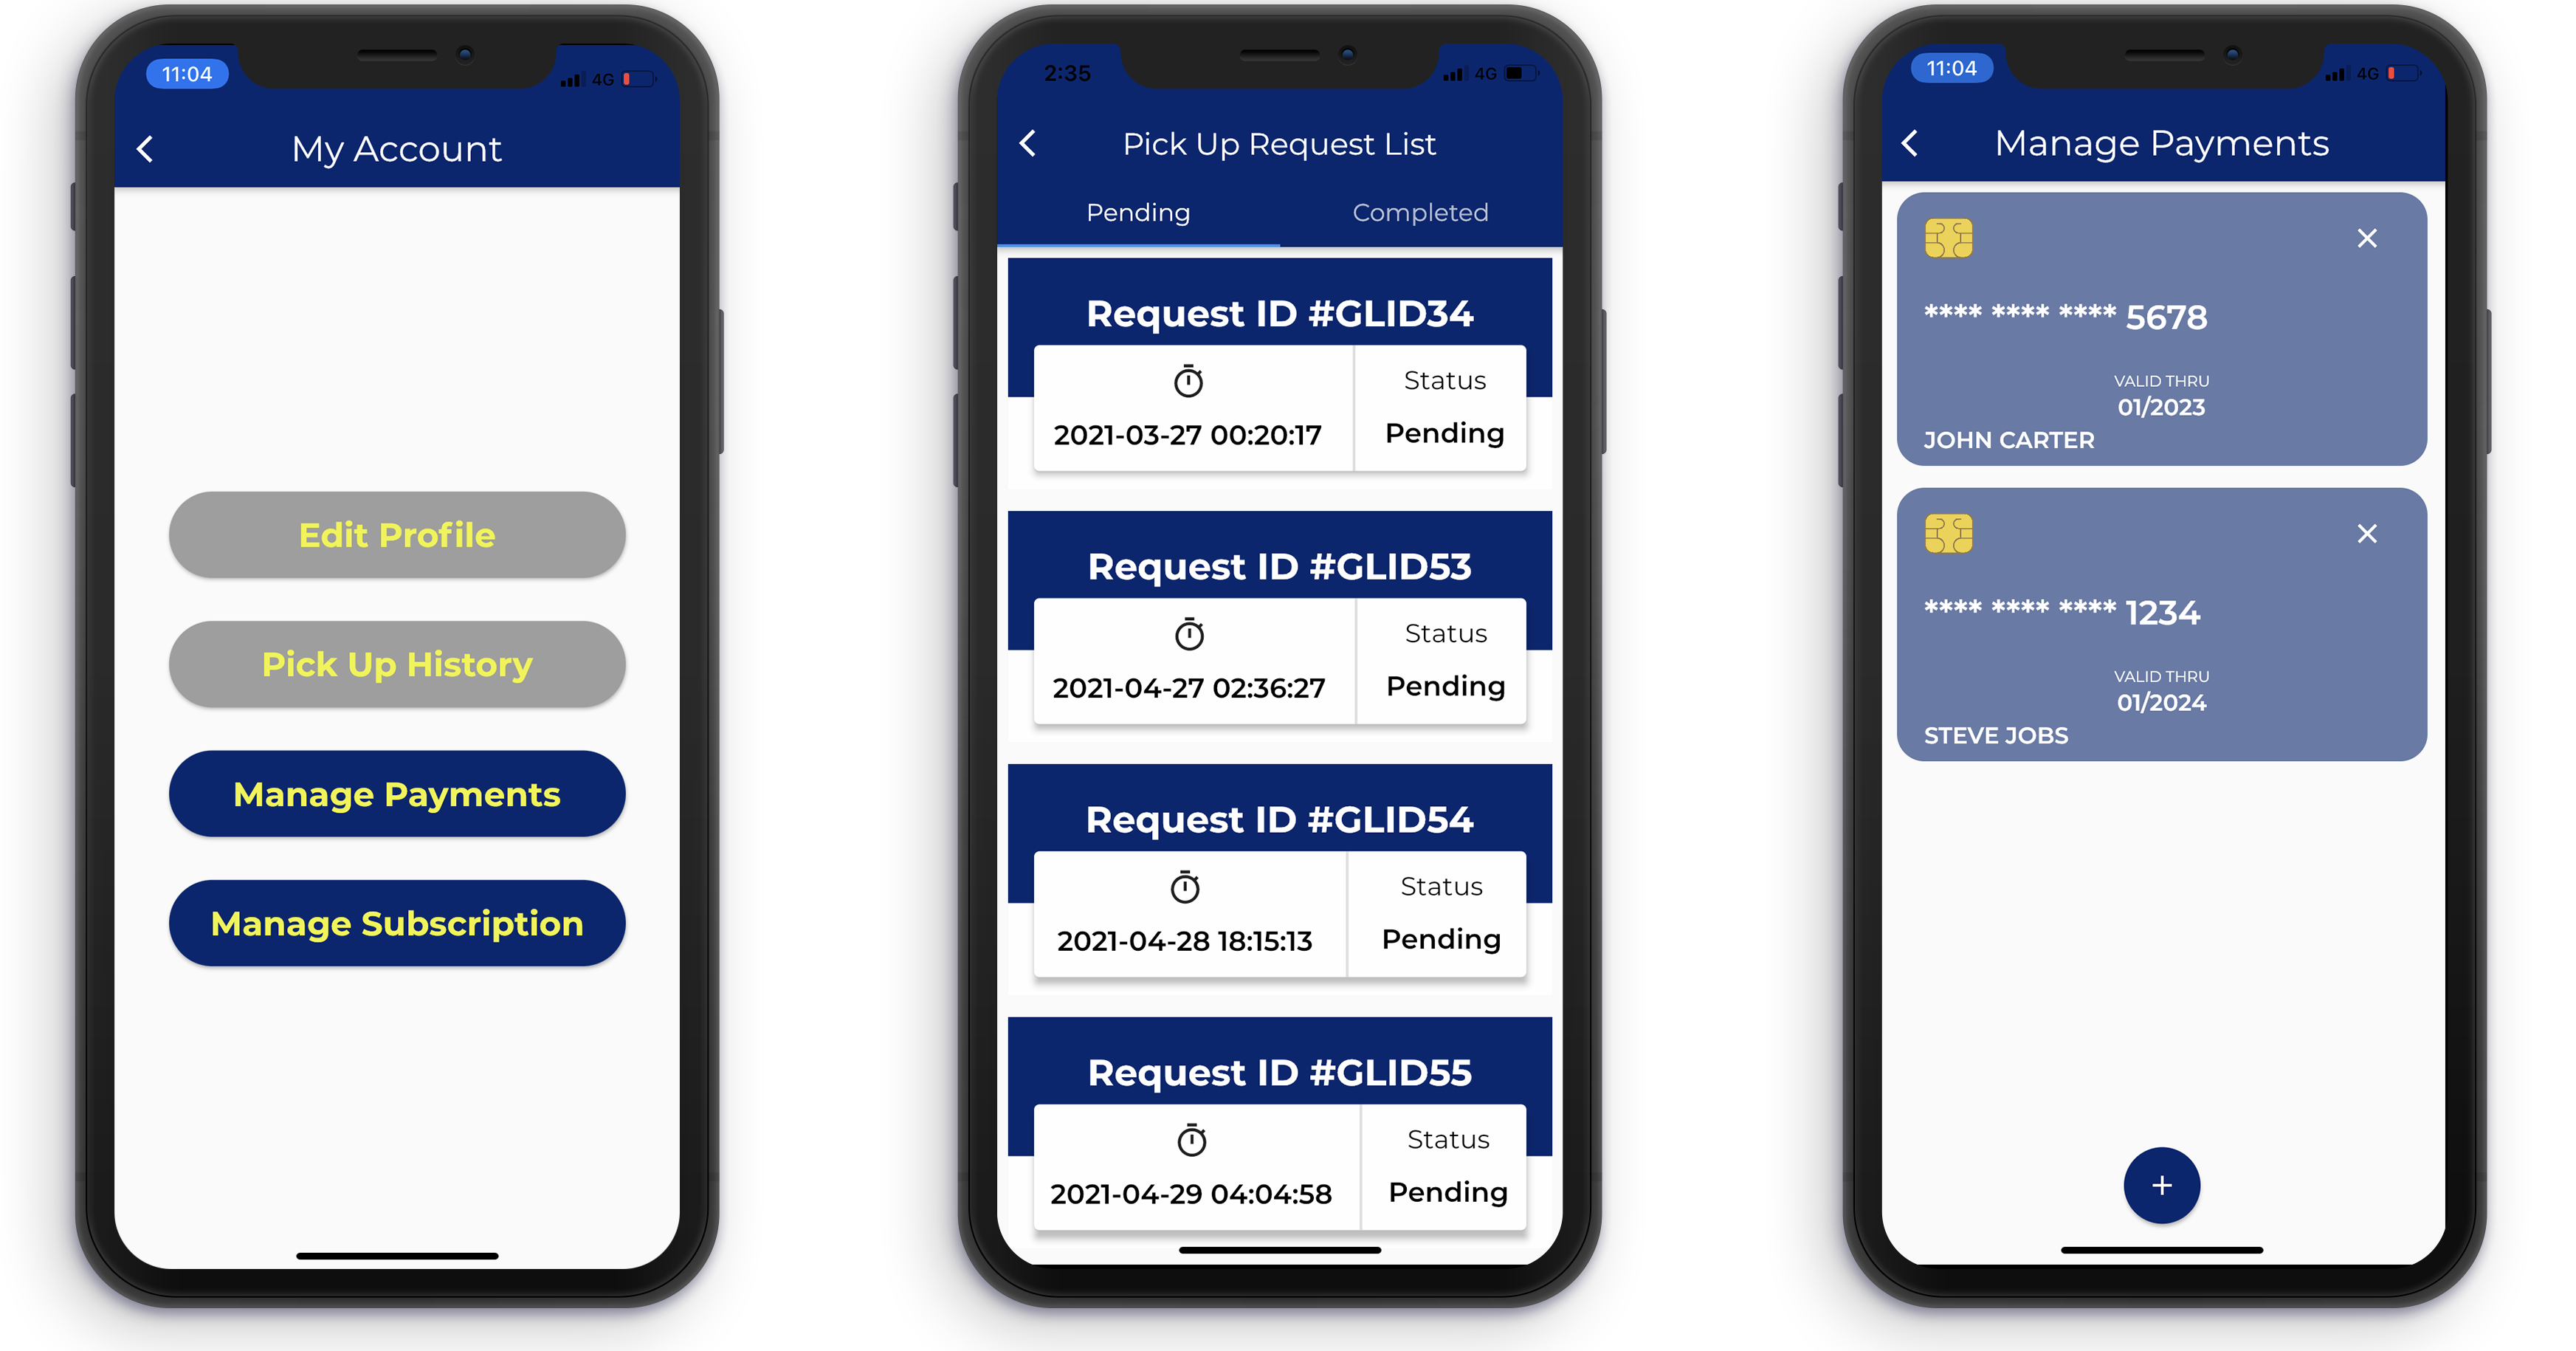 11:04
4G
My Account
Edit Profile
Pick Up History
Manage Payments
Manage Subscription
2:35
4G
Pick Up Request List
Pending
Completed
Request ID #GLID34
Status
2021-03-27 00:20:17
Pending
Request ID #GLID53
Status
2021-04-27 02:36:27
Pending
Request ID #GLID54
Status
2021-04-28 18:15:13
Pending
Request ID #GLID55
Status
2021-04-29 04:04:58
Pending
11:04
4G
Manage Payments
**** **** **** 5678
VALID THRU
01/2023
JOHN CARTER
**** **** **** 1234
VALID THRU
01/2024
STEVE JOBS